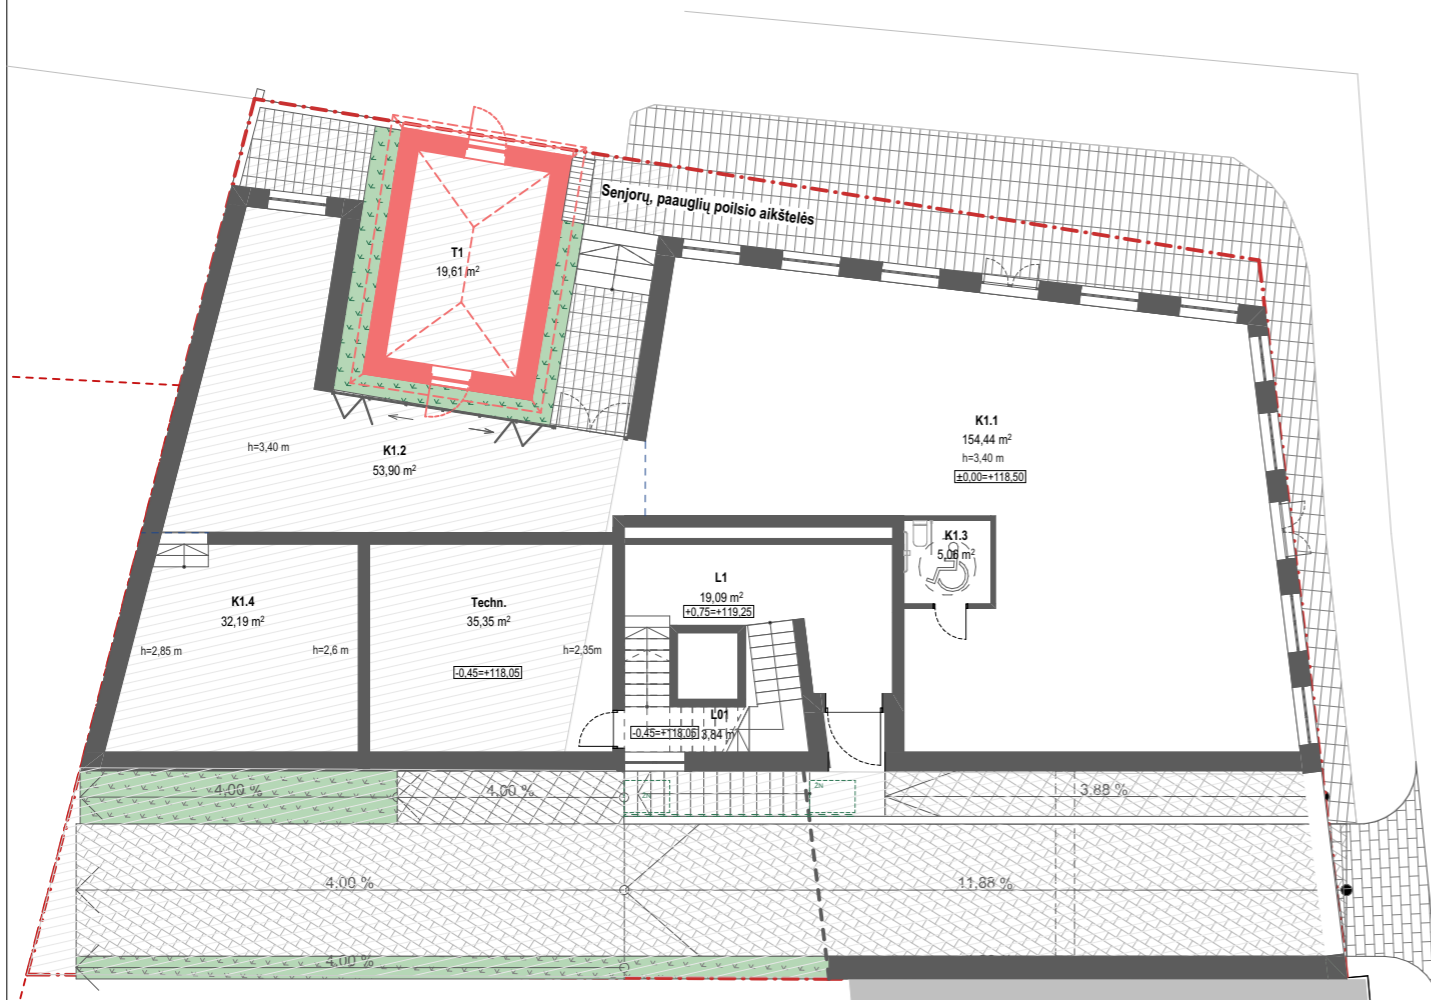 Senjorų, paauglių poilsio aikštelės
T1
19,61 m²
K1.1
154,44 m²
h=3,40 m
±0,00=+118,50
h=3,40 m
K1.2
53,90 m²
K1.3
5,06 m²
L1
19,09 m²
+0,75=+119,25
K1.4
32,19 m²
Techn.
35,35 m²
h=2,85 m
h=2,6 m
h=2,35m
-0,45=+118,05
L01
-0,45=+118,05
3,84 m²
4,00 %
4,00 %
ŽN
ŽN
3,88 %
4,00 %
11,88 %
4,00 %